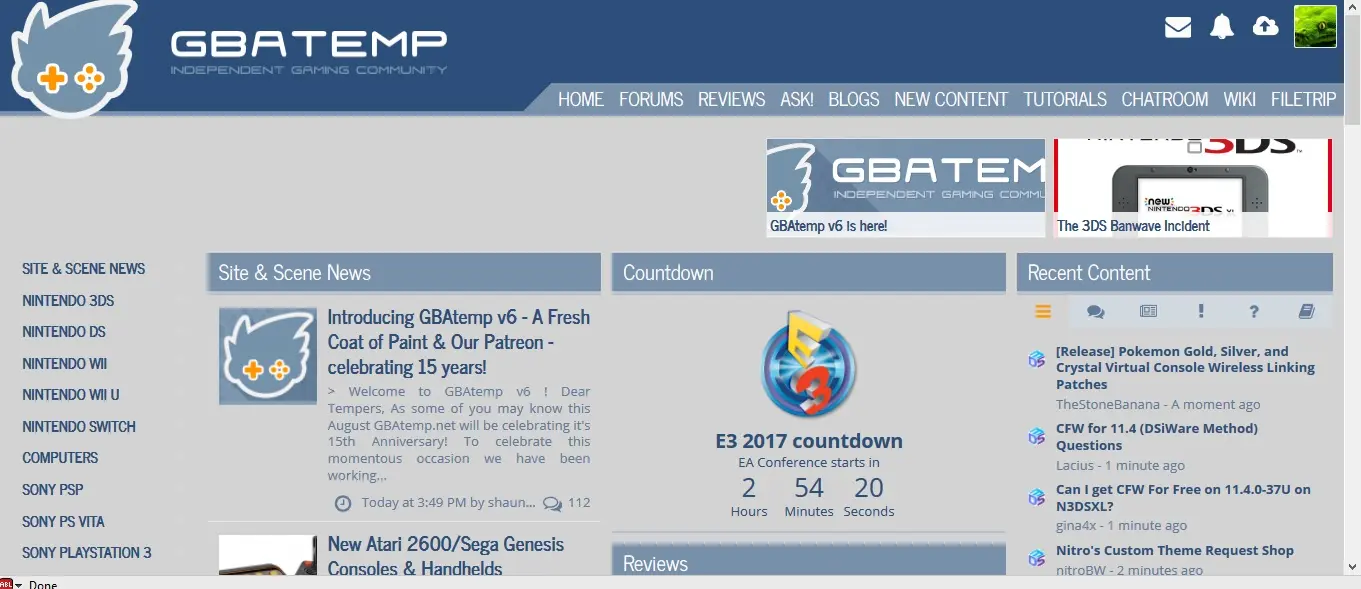 GBATEMP
INDEPENDENT GAMING COMMUNITY
HOME FORUMS REVIEWS ASK! BLOGS NEW CONTENT TUTORIALS CHATROOM WIKI FILETRIP
GBATEM
INDEPENDENT GAMING COMMU
GBAtemp v6 is here!
NINTENDO 3DS
new
NINTENDO3DS XL
The 3DS Banwave Incident
SITE & SCENE NEWS
NINTENDO 3DS
NINTENDO DS
NINTENDO WII
NINTENDO WII U
NINTENDO SWITCH
COMPUTERS
SONY PSP
SONY PS VITA
SONY PLAYSTATION 3
Site & Scene News
Introducing GBAtemp v6 - A Fresh
Coat of Paint & Our Patreon -
celebrating 15 years!
> Welcome to GBAtemp v6 ! Dear
Tempers, As some of you may know this
August GBAtemp.net will be celebrating it's
15th Anniversary! To celebrate this
momentous occasion we have been
working,..
Today at 3:49 PM by shaun... 112
New Atari 2600/Sega Genesis
Consoles & Handhelds
Countdown
E3
E3 2017 countdown
EA Conference starts in
2 54 20
Hours Minutes Seconds
Reviews
Recent Content
[Release] Pokemon Gold, Silver, and
Crystal Virtual Console Wireless Linking
Patches
TheStoneBanana - A moment ago
CFW for 11.4 (DSiWare Method)
Questions
Lacius - 1 minute ago
Can I get CFW For Free on 11.4.0-37U on
N3DSXL?
gina4x - 1 minute ago
Nitro's Custom Theme Request Shop
nitroBW - 2 minutes ago
ABL Done